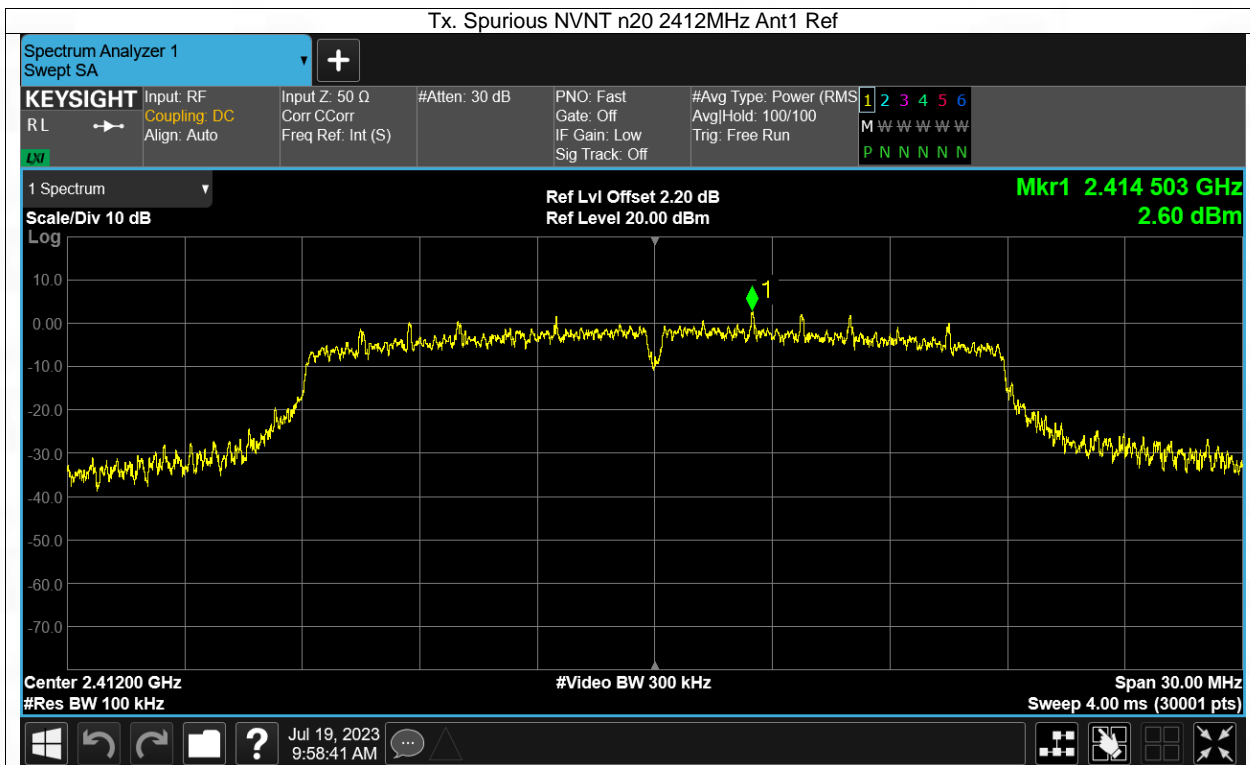 Tx. Spurious NVNT n20 2412MHz Ant1 Ref
Spectrum Analyzer 1
Swept SA
KEYSIGHT
RL
LXI
Input: RF
Coupling: DC
Align: Auto
Input Z: 50 Ω
Corr CCorr
Freq Ref: Int (S)
#Atten: 30 dB
PNO: Fast
Gate: Off
IF Gain: Low
Sig Track: Off
#Avg Type: Power (RMS
Avg|Hold: 100/100
Trig: Free Run
1 2 3 4 5 6
M W W W W W
P N N N N N
1 Spectrum
Scale/Div 10 dB
Log
Ref Lvl Offset 2.20 dB
Ref Level 20.00 dBm
Mkr1 2.414 503 GHz
2.60 dBm
1
10.0
0.00
-10.0
-20.0
-30.0
-40.0
-50.0
-60.0
-70.0
Center 2.41200 GHz
#Res BW 100 kHz
#Video BW 300 kHz
Span 30.00 MHz
Sweep 4.00 ms (30001 pts)
?
Jul 19, 2023
9:58:41 AM